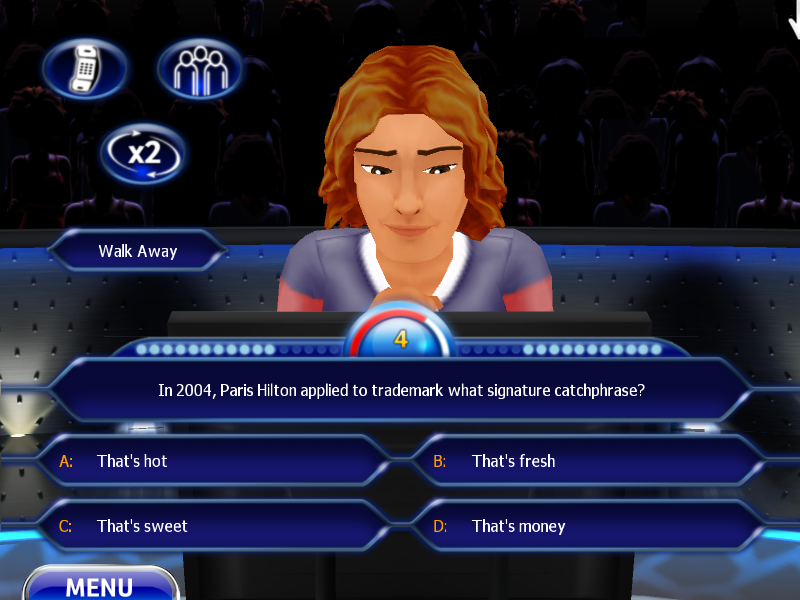 x2
Walk Away
4
In 2004, Paris Hilton applied to trademark what signature catchphrase?
A: That's hot
B: That's fresh
C: That's sweet
D: That's money
MENU